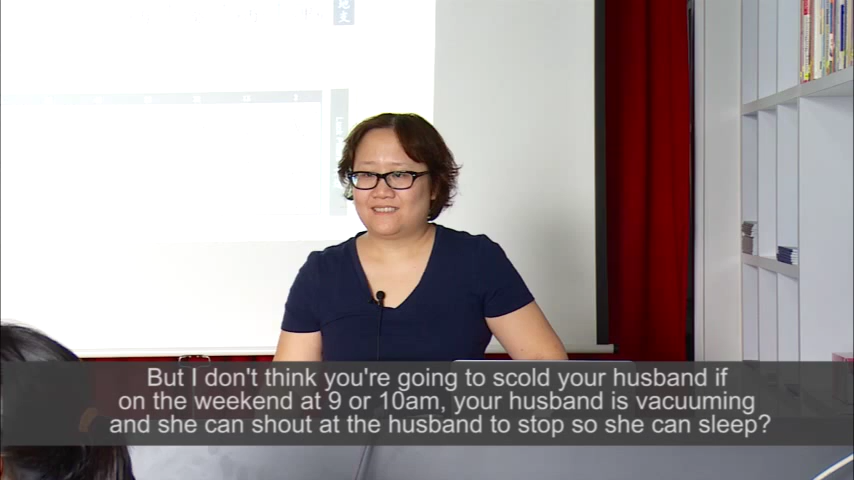 But I don't think you're going to scold your husband if
on the weekend at 9 or 10am, your husband is vacuuming
and she can shout at the husband to stop so she can sleep?